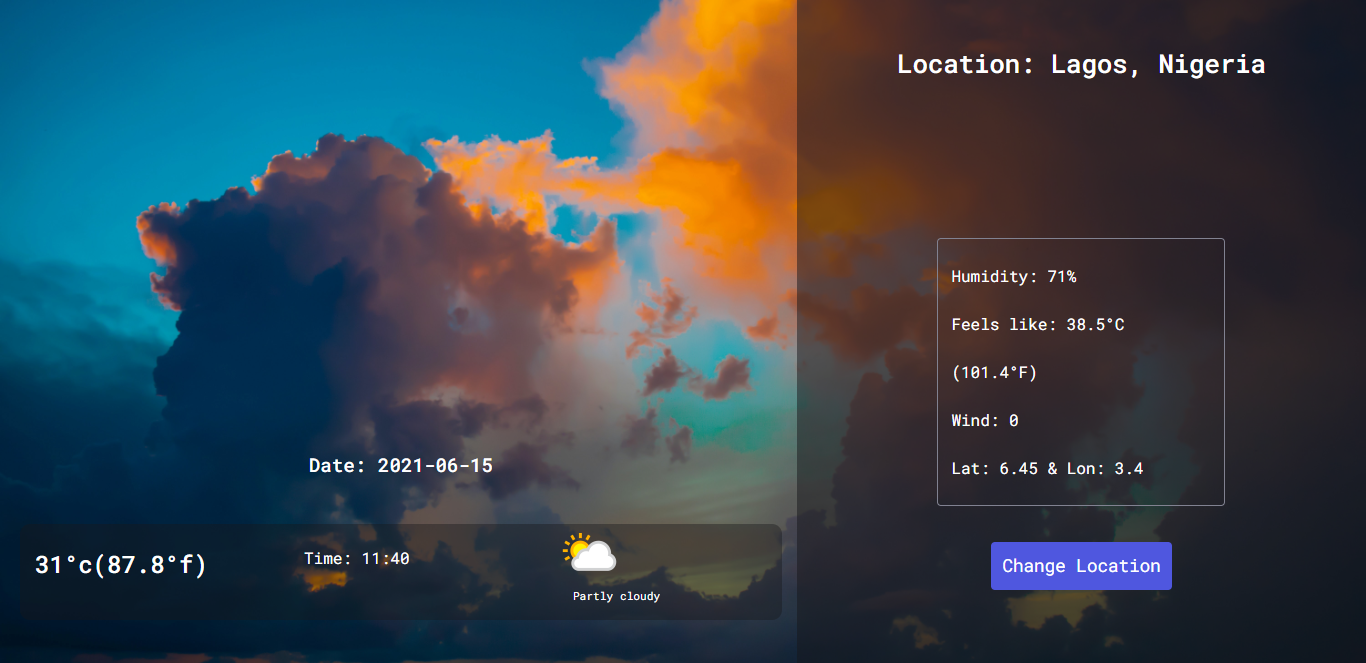 Location: Lagos, Nigeria
Humidity: 71%
Feels like: 38.5°C
(101.4°F)
Wind: 0
Lat: 6.45 & Lon: 3.4
Change Location
Date: 2021-06-15
31°c(87.8°f)
Time: 11:40
Partly cloudy